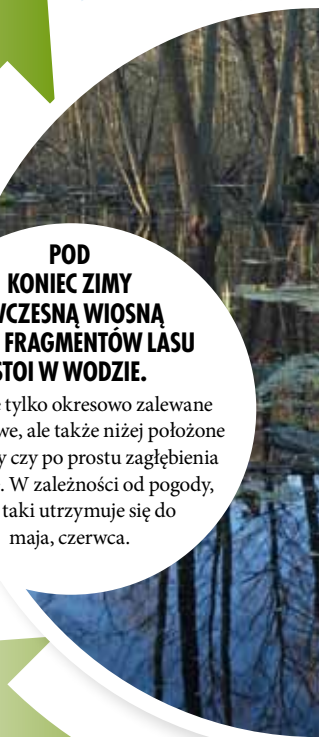 POD
KONIEC ZIMY
WCZESNĄ WIOSNĄ
FRAGMENTÓW LASU
STOI W WODZIE.
tylko okresowo zalewane
ale także niżej położone
czy po prostu zagłębienia
W zależności od pogody,
taki utrzymuje się do
maja, czerwca.